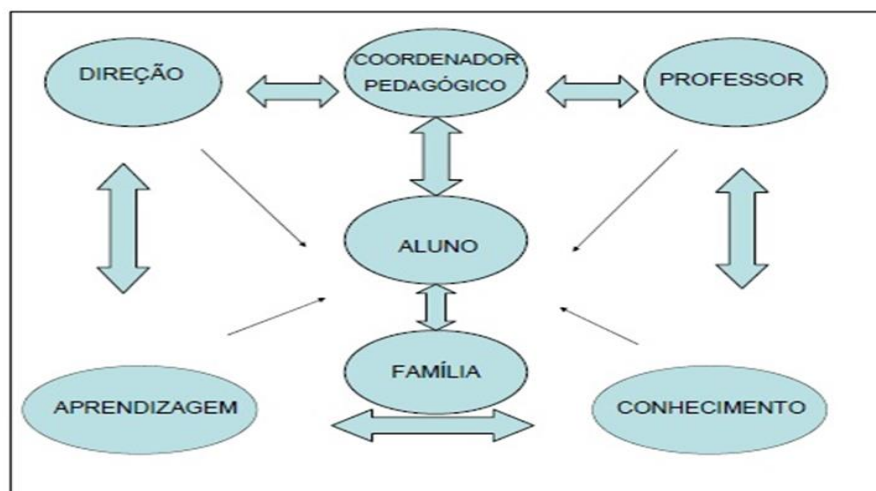 DIREÇÃO
COORDENADOR
PEDAGÓGICO
PROFESSOR
ALUNO
FAMÍLIA
APRENDIZAGEM
CONHECIMENTO